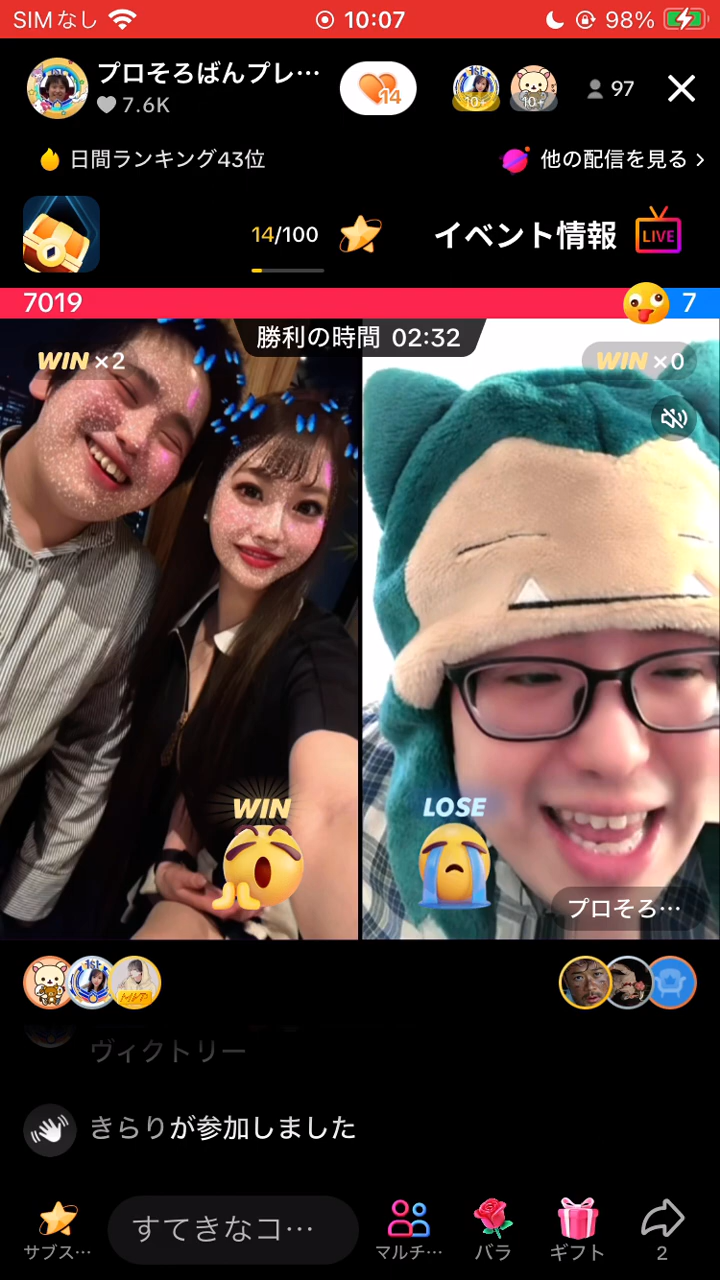 SIMなし 10:07 98%
プロそろばんプレ…
7.6K
14
10+ 10+ 97
日間ランキング43位 他の配信を見る
14/100 イベント情報 LIVE
7019 7
勝利の時間 02:32
WIN ×2 WIN ×0
WIN LOSE
プロそろ…
1st MVP
ヴィクトリー
きらりが参加しました
すてきなコ…
サブス… マルチ… バラ ギフト 2